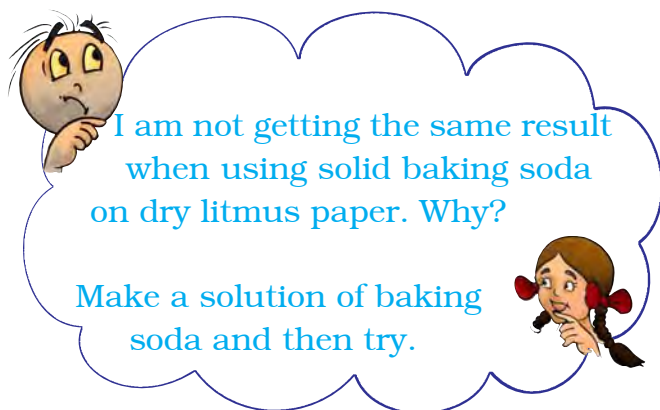 I am not getting the same result
when using solid baking soda
on dry litmus paper. Why?
Make a solution of baking
soda and then try.